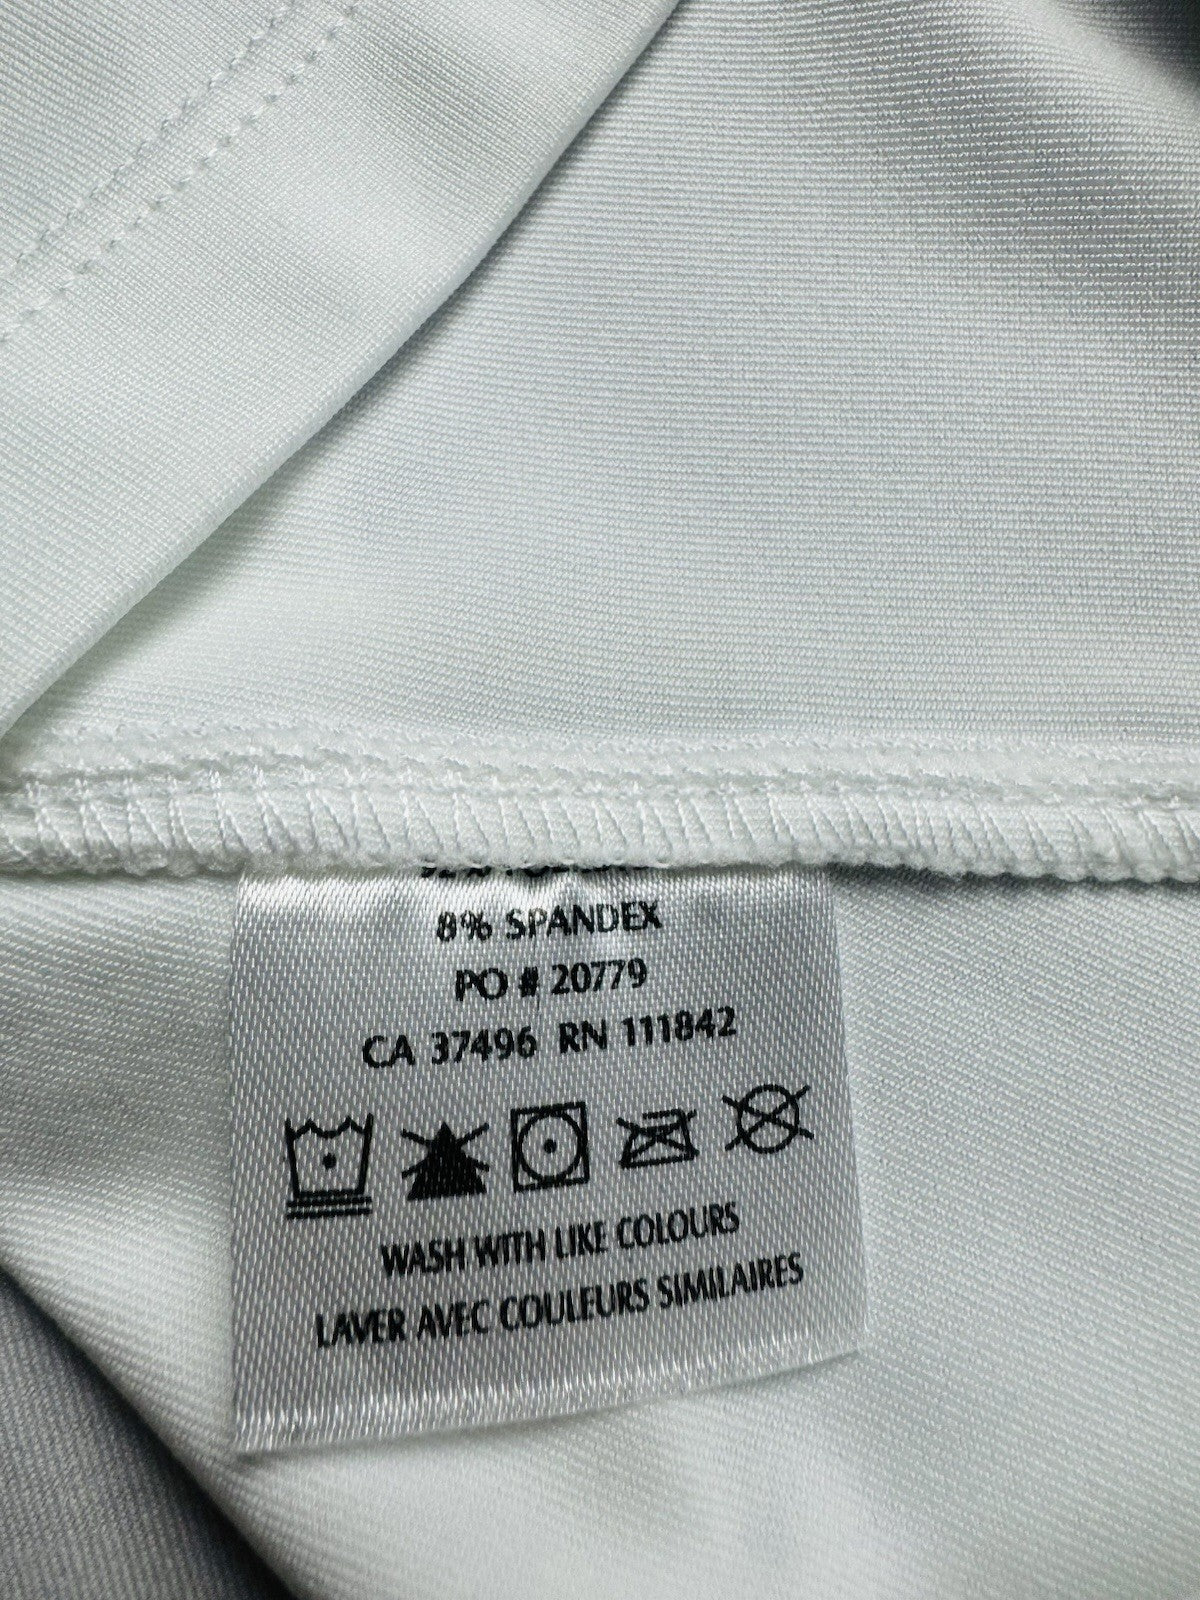 8% SPANDEX
PO # 20779
CA 37496 RN 111842
WASH WITH LIKE COLOURS
LAVER AVEC COULEURS SIMILAIRES